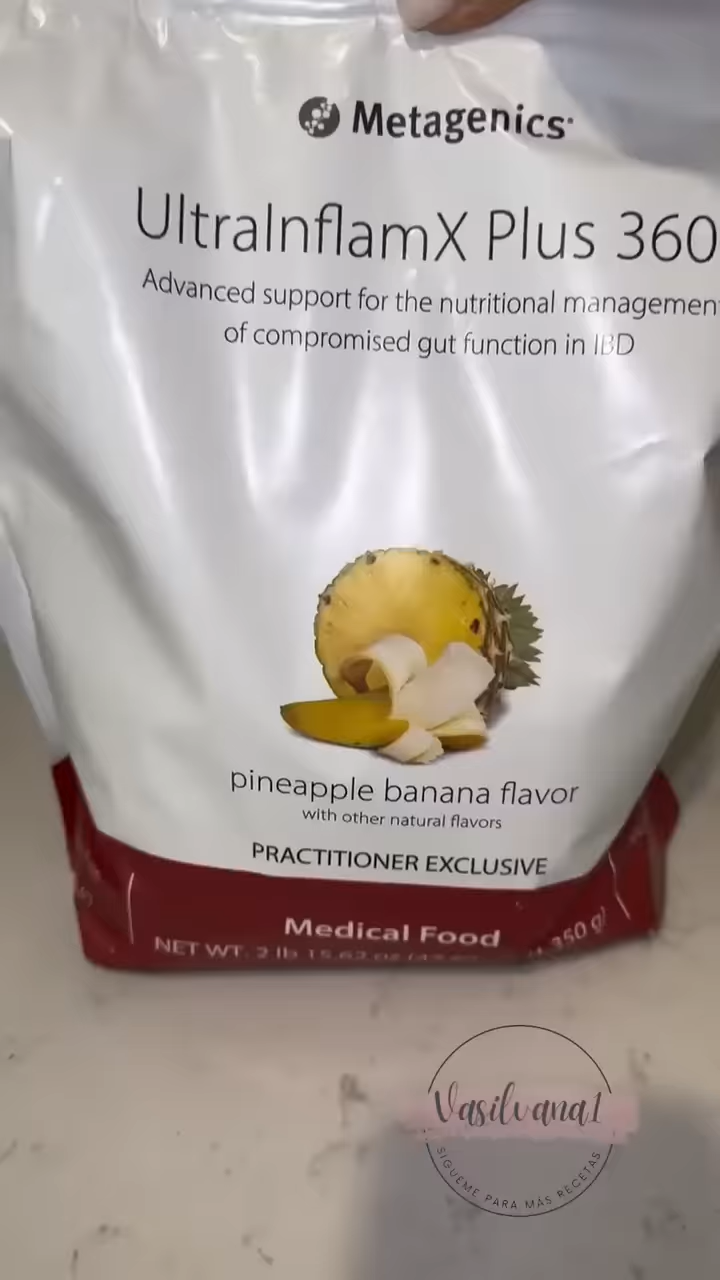 Metagenics
UltraInflamX Plus 360
Advanced support for the nutritional management
of compromised gut function in IBD
pineapple banana flavor
with other natural flavors
PRACTITIONER EXCLUSIVE
Medical Food
NET WT. 2 lb 15.62 oz
350 g)
Vasilvana1
SIGUEME PARA MÁS RECETAS